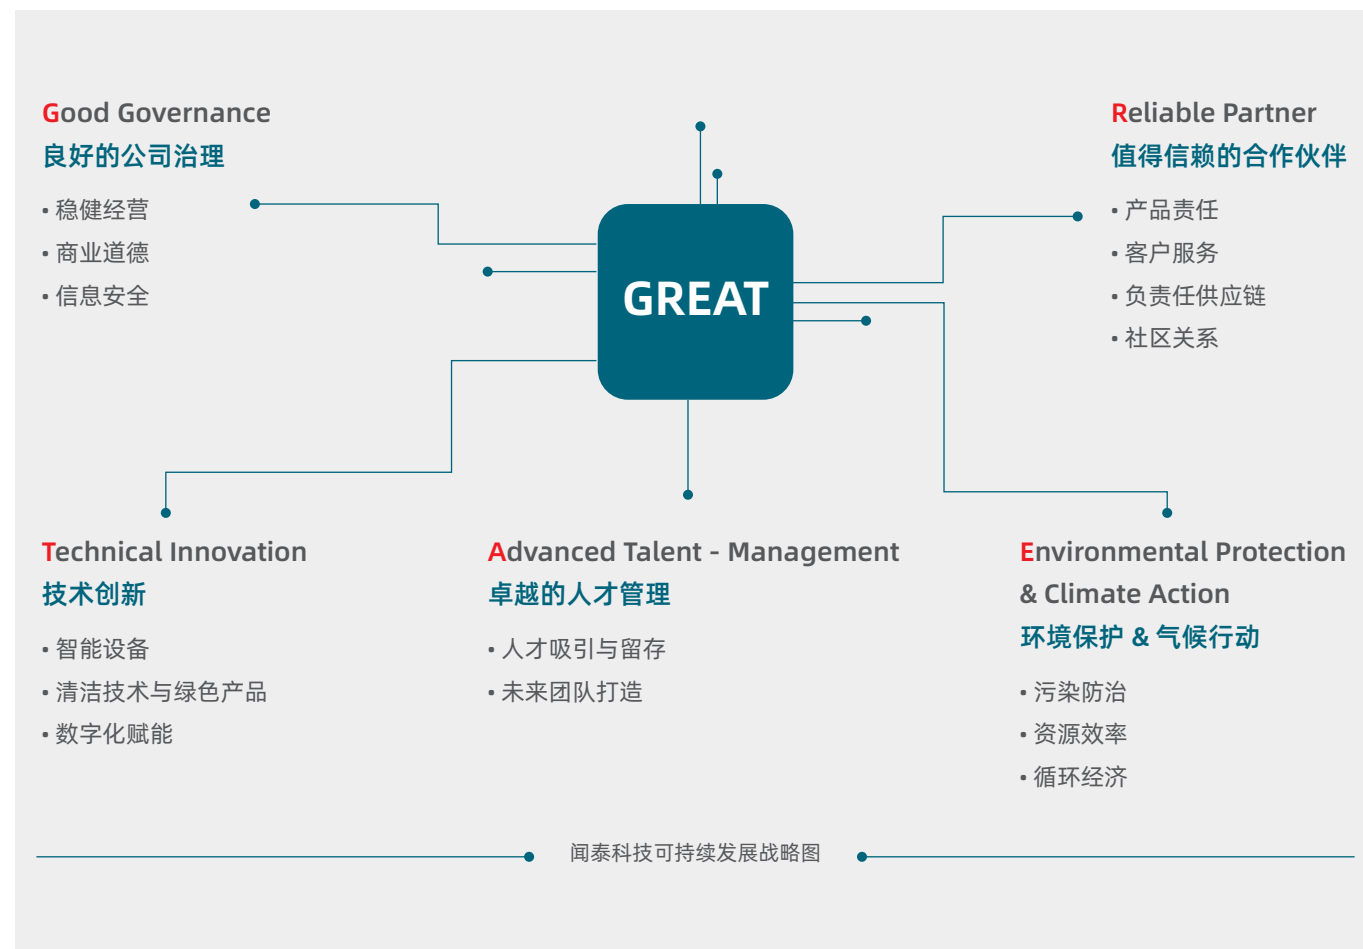 Good Governance
良好的公司治理
• 稳健经营
• 商业道德
• 信息安全
GREAT
Reliable Partner
值得信赖的合作伙伴
• 产品责任
• 客户服务
• 负责任供应链
• 社区关系
Technical Innovation
技术创新
• 智能设备
• 清洁技术与绿色产品
• 数字化赋能
Advanced Talent - Management
卓越的人才管理
• 人才吸引与留存
• 未来团队打造
Environmental Protection
& Climate Action
环境保护 & 气候行动
• 污染防治
• 资源效率
• 循环经济
闻泰科技可持续发展战略图